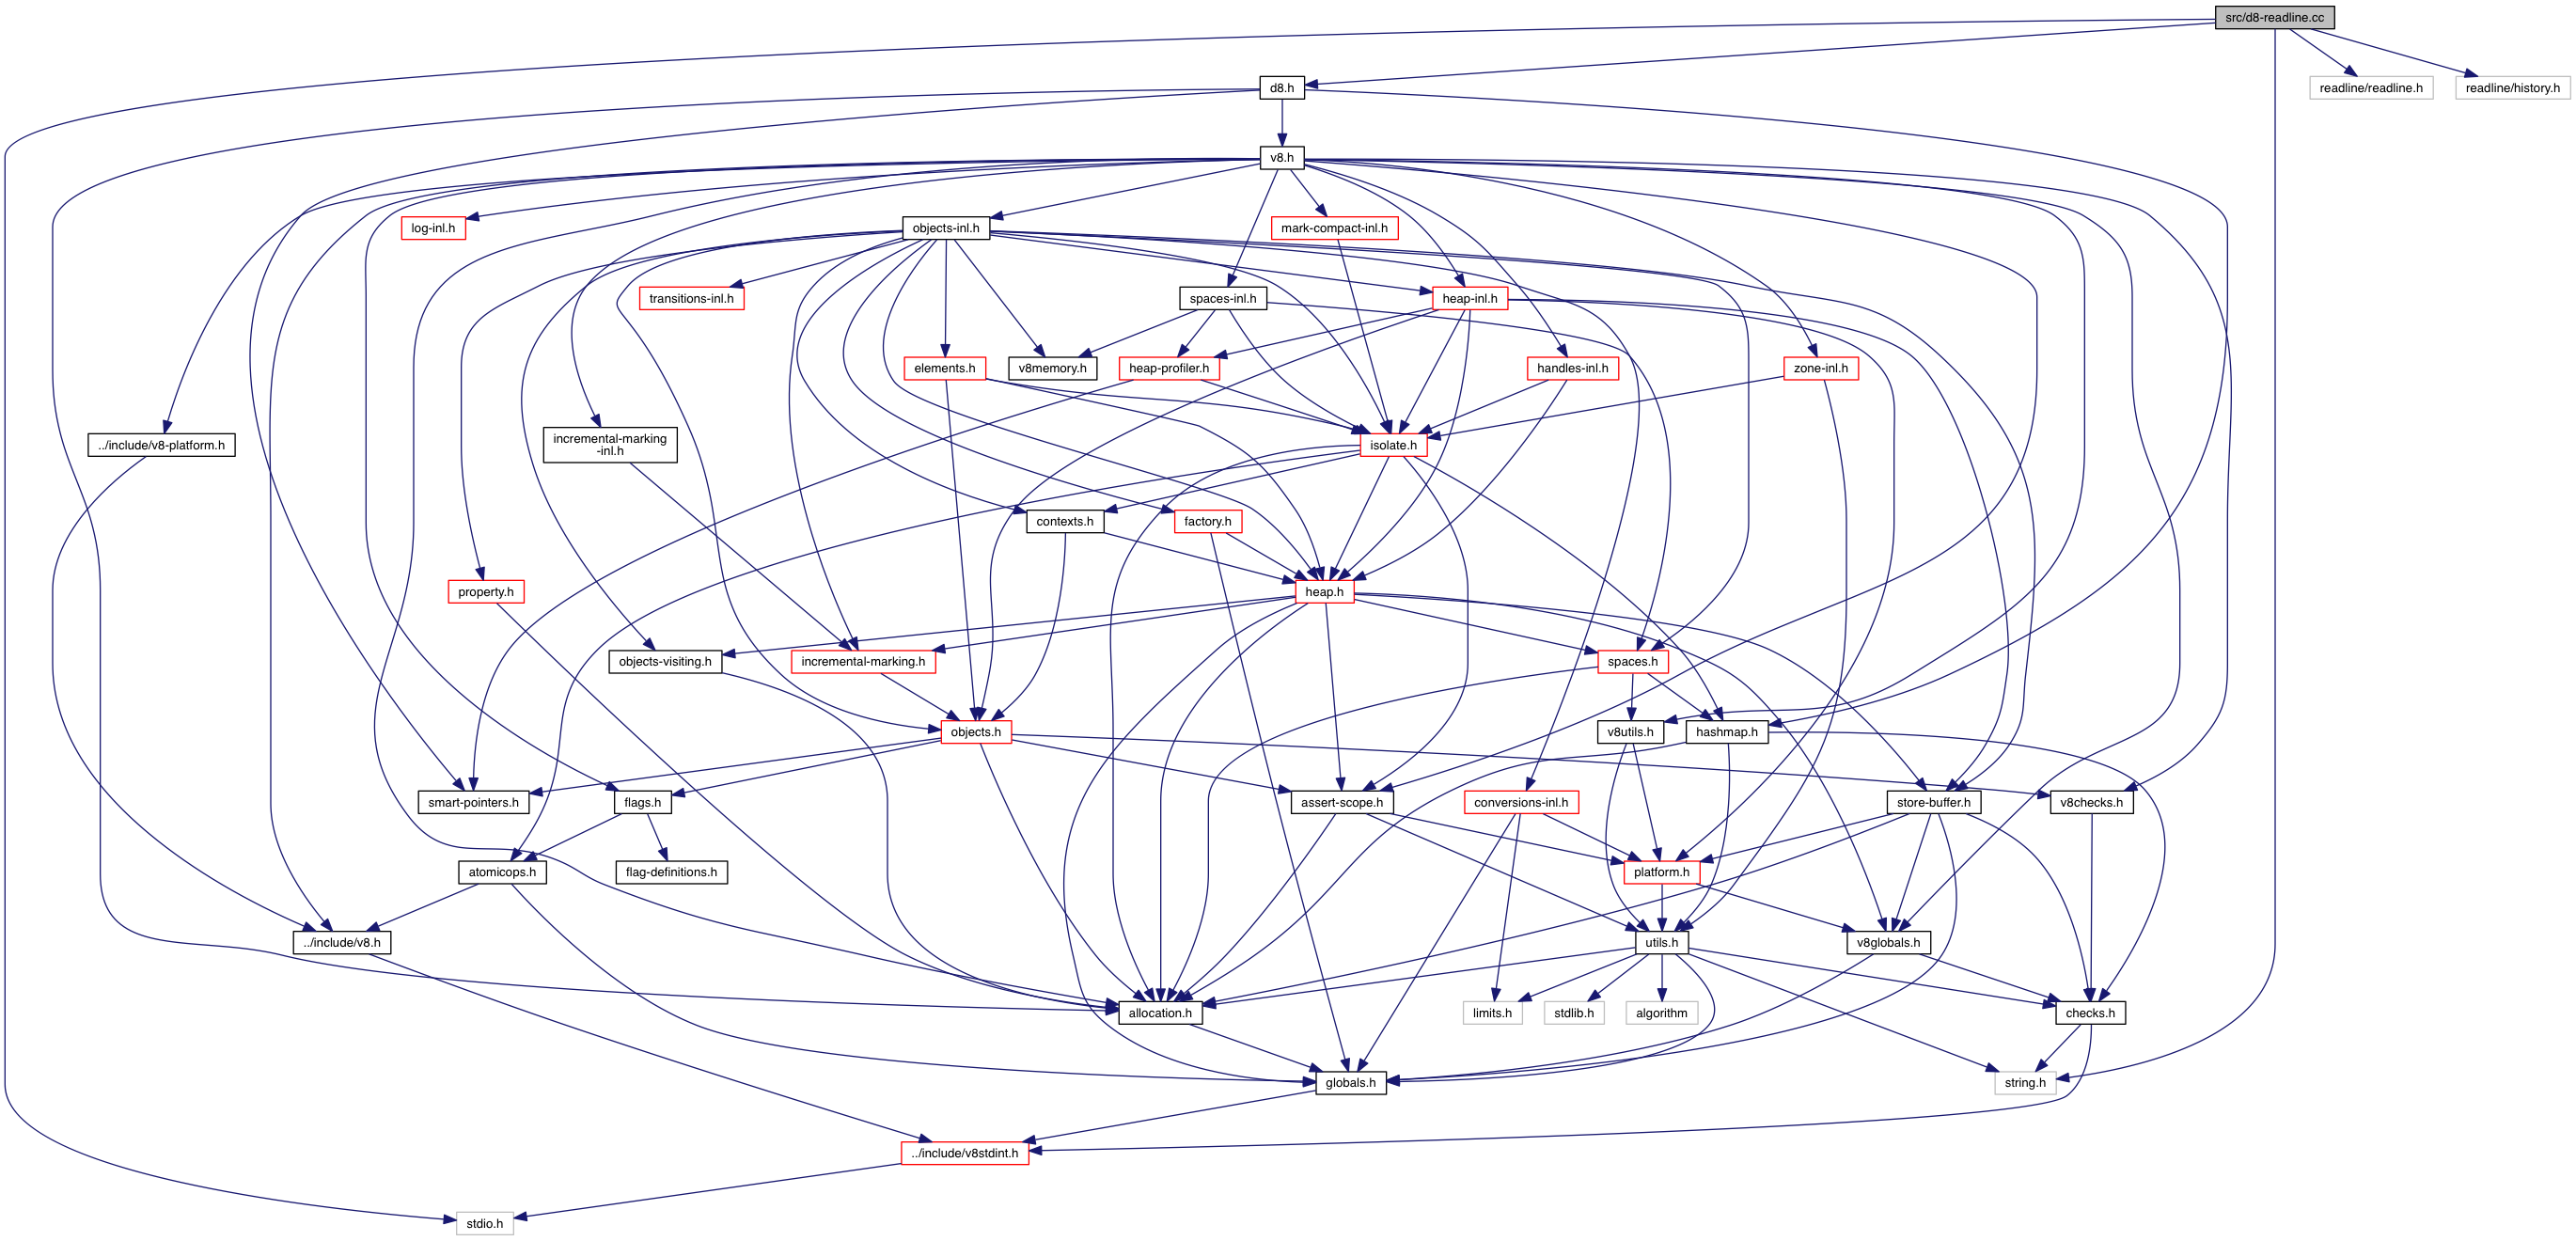 src/d8-readline.cc
d8.h
readline/readline.h
readline/history.h
v8.h
log-inl.h
objects-inl.h
mark-compact-inl.h
transitions-inl.h
spaces-inl.h
heap-inl.h
elements.h
v8memory.h
heap-profiler.h
handles-inl.h
zone-inl.h
../include/v8-platform.h
incremental-marking
-inl.h
isolate.h
contexts.h
factory.h
property.h
heap.h
objects-visiting.h
incremental-marking.h
spaces.h
objects.h
v8utils.h
hashmap.h
smart-pointers.h
flags.h
assert-scope.h
conversions-inl.h
store-buffer.h
v8checks.h
atomicops.h
flag-definitions.h
platform.h
../include/v8.h
utils.h
v8globals.h
allocation.h
limits.h
stdlib.h
algorithm
checks.h
globals.h
string.h
../include/v8stdint.h
stdio.h